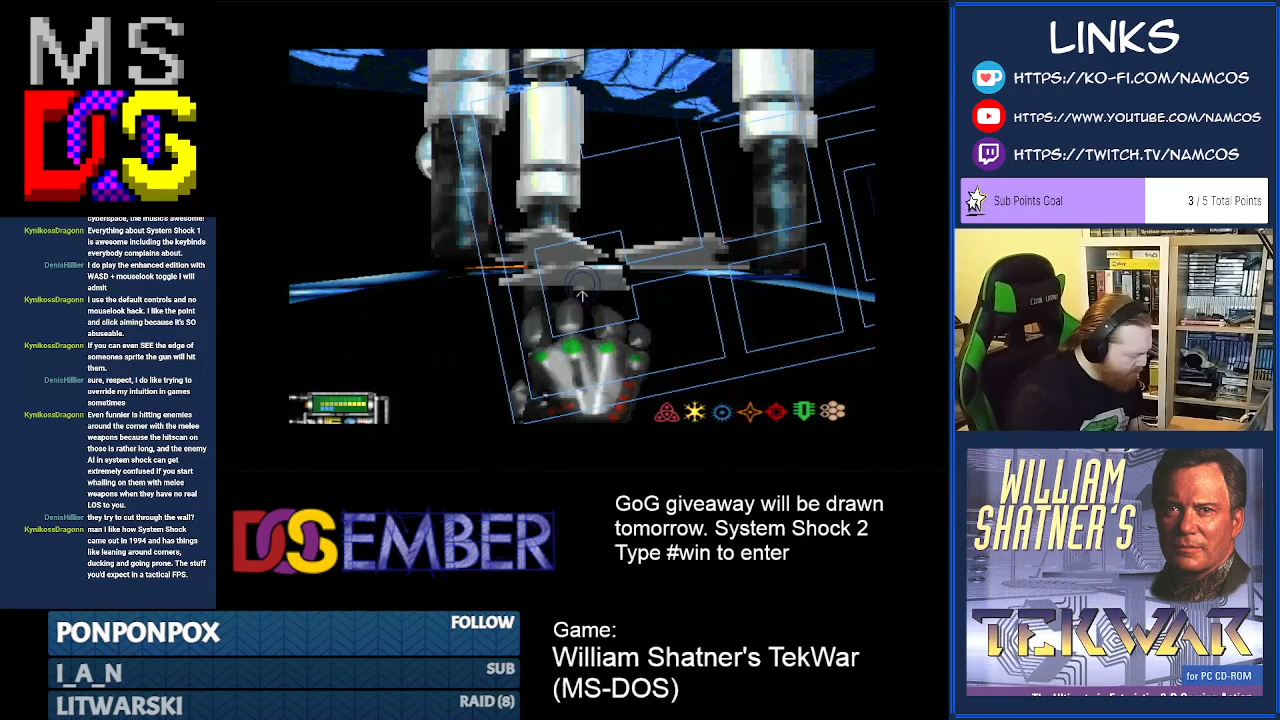 MS
DOS
cyberspace, the musics awesome!
KynikossDragonn Everything about System Shock 1
is awesome including the keybinds
everybody complains about.
DenisHillier I do play the enhanced edition with
WASD + mouselook toggle I will
admit
KynikossDragonn I use the default controls and no
mouselook hack. I like the point
and click aiming because it's SO
abuseable.
KynikossDragonn If you can even SEE the edge of
someones sprite the gun will hit
them.
DenisHillier sure, respect, I do like trying to
override my intuition in games
sometimes
KynikossDragonn Even funnier is hitting enemies
around the corner with the melee
weapons because the hitscan on
those is rather long, and the enemy
AI in system shock can get
extremely confused if you start
whalling on them with melee
weapons when they have no real
LOS to you.
DenisHillier they try to cut through the wall?
KynikossDragonn man I like how System Shock
came out in 1994 and has things
like leaning around corners,
ducking and going prone. The stuff
you'd expect in a tactical FPS.
DOSEMBER
GoG giveaway will be drawn
tomorrow. System Shock 2
Type #win to enter
PONPONPOX FOLLOW
I_A_N SUB
LITWARSKI RAID (8)
Game:
William Shatner's TekWar
(MS-DOS)
LINKS
HTTPS://KO-FI.COM/NAMCOS
HTTPS://WWW.YOUTUBE.COM/NAMCOS
HTTPS://TWITCH.TV/NAMCOS
Sub Points Goal 3 / 5 Total Points
WILLIAM
SHATNER'S
TEKWAR
for PC CD-ROM